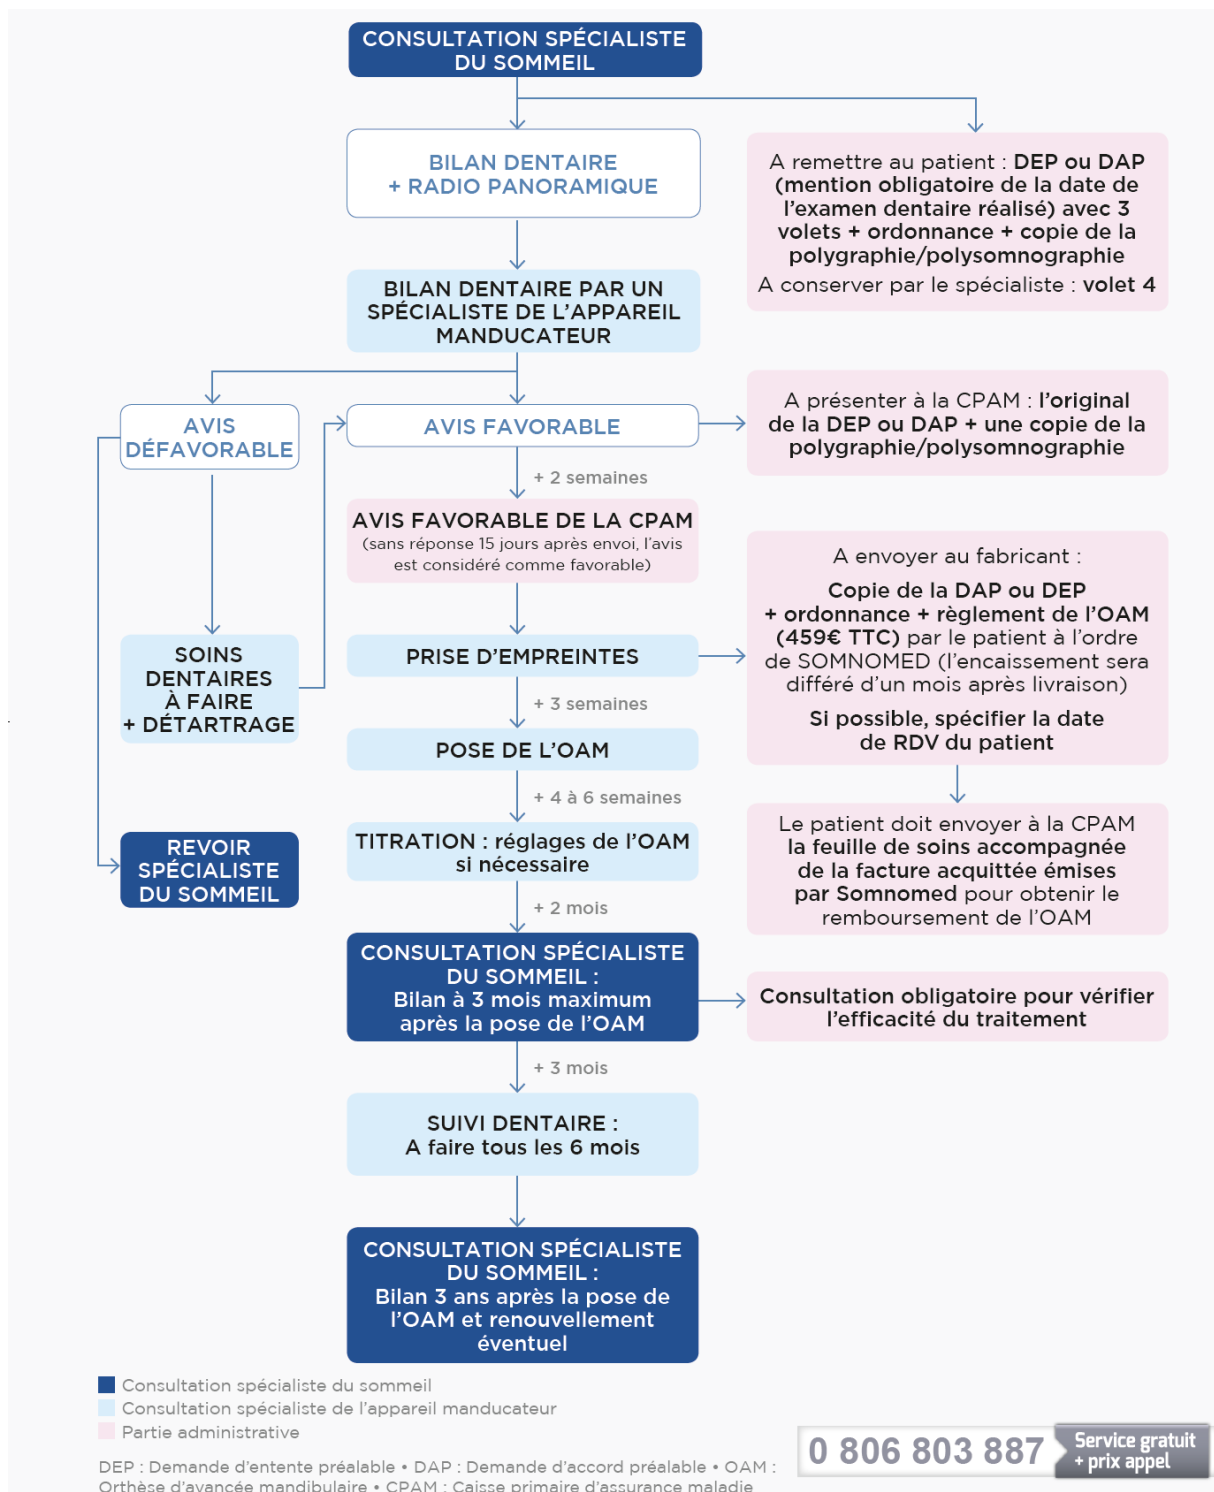 CONSULTATION SPÉCIALISTE
DU SOMMEIL
BILAN DENTAIRE
+ RADIO PANORAMIQUE
A remettre au patient : DEP ou DAP
(mention obligatoire de la date de
l'examen dentaire réalisé) avec 3
volets + ordonnance + copie de la
polygraphie/polysomnographie
A conserver par le spécialiste : volet 4
BILAN DENTAIRE PAR UN
SPÉCIALISTE DE L'APPAREIL
MANDUCATEUR
AVIS
DÉFAVORABLE
AVIS FAVORABLE
A présenter à la CPAM : l'original
de la DEP ou DAP + une copie de la
polygraphie/polysomnographie
+ 2 semaines
AVIS FAVORABLE DE LA CPAM
(sans réponse 15 jours après envoi, l'avis
est considéré comme favorable)
A envoyer au fabricant :
Copie de la DAP ou DEP
+ ordonnance + règlement de l'OAM
(459€ TTC) par le patient à l'ordre
de SOMNOMED (l'encaissement sera
différé d'un mois après livraison)
Si possible, spécifier la date
de RDV du patient
SOINS
DENTAIRES
À FAIRE
+ DÉTARTRAGE
PRISE D'EMPREINTES
+ 3 semaines
POSE DE L'OAM
+ 4 à 6 semaines
TITRATION : réglages de l'OAM
si nécessaire
Le patient doit envoyer à la CPAM
la feuille de soins accompagnée
de la facture acquittée émises
par Somnomed pour obtenir le
remboursement de l'OAM
REVOIR
SPÉCIALISTE
DU SOMMEIL
+ 2 mois
CONSULTATION SPÉCIALISTE
DU SOMMEIL :
Bilan à 3 mois maximum
après la pose de l'OAM
Consultation obligatoire pour vérifier
l'efficacité du traitement
+ 3 mois
SUIVI DENTAIRE :
A faire tous les 6 mois
CONSULTATION SPÉCIALISTE
DU SOMMEIL :
Bilan 3 ans après la pose de
l'OAM et renouvellement
éventuel
Consultation spécialiste du sommeil
Consultation spécialiste de l'appareil manducateur
Partie administrative
0 806 803 887
Service gratuit
+ prix appel
DEP : Demande d'entente préalable • DAP : Demande d'accord préalable • OAM :
Orthèse d'avancée mandibulaire • CPAM : Caisse primaire d'assurance maladie